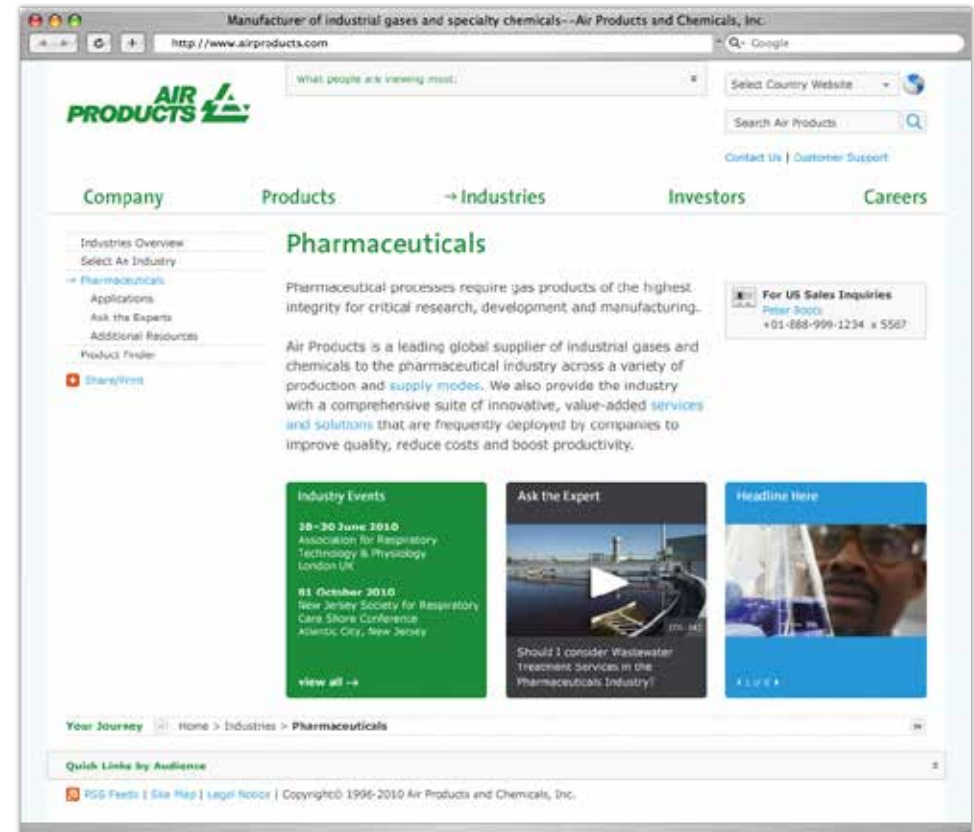 Manufacturer of industrial gases and specialty chemicals--Air Products and Chemicals, Inc.
http://www.airproducts.com
Google
AIR
PRODUCTS
What people are viewing most.
Select Country Website
Search Air Products
Contact Us | Customer Support
Company
Products
→ Industries
Investors
Careers
Industries Overview
Select An Industry
→ Pharmaceuticals
Applications
Ask the Experts
Additional Resources
Product Finder
Share/Print
Pharmaceuticals
Pharmaceutical processes require gas products of the highest
integrity for critical research, development and manufacturing.
Air Products is a leading global supplier of industrial gases and
chemicals to the pharmaceutical industry across a variety of
production and supply modes. We also provide the industry
with a comprehensive suite of innovative, value-added services
and solutions that are frequently deployed by companies to
improve quality, reduce costs and boost productivity.
For US Sales Inquiries
Peter Boots
+01-888-999-1234 x 5567
Industry Events
28–30 June 2010
Association for Respiratory
Technology & Physiology
London UK
01 October 2010
New Jersey Society for Respiratory
Care Shore Conference
Atlantic City, New Jersey
view all →
Ask the Expert
Should I consider Wastewater
Treatment Services in the
Pharmaceuticals Industry?
Headline Here
Your Journey
Home > Industries > Pharmaceuticals
Quick Links by Audience
RSS Feeds | Site Map | Legal Notice | Copyright© 1996-2010 Air Products and Chemicals, Inc.